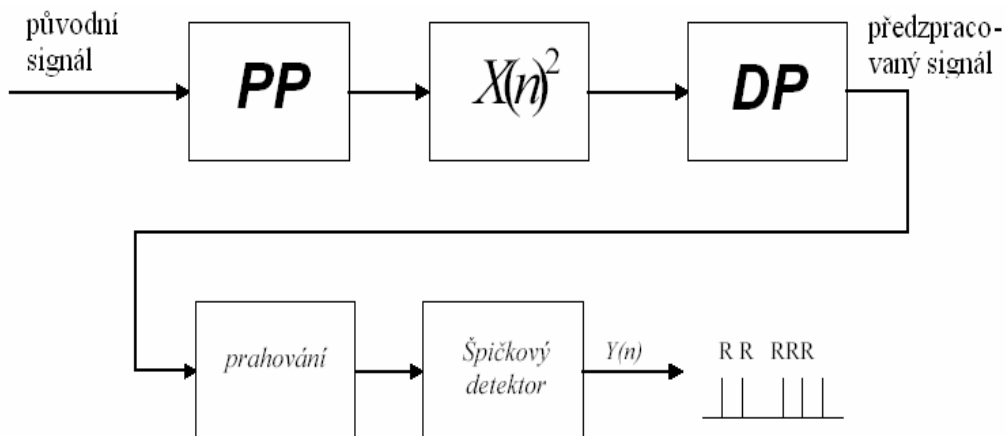 původní
signál
PP
X(n)²
DP
předzpraco-
vaný signál
prahování
Špičkový
detektor
Y(n)
R R RRR